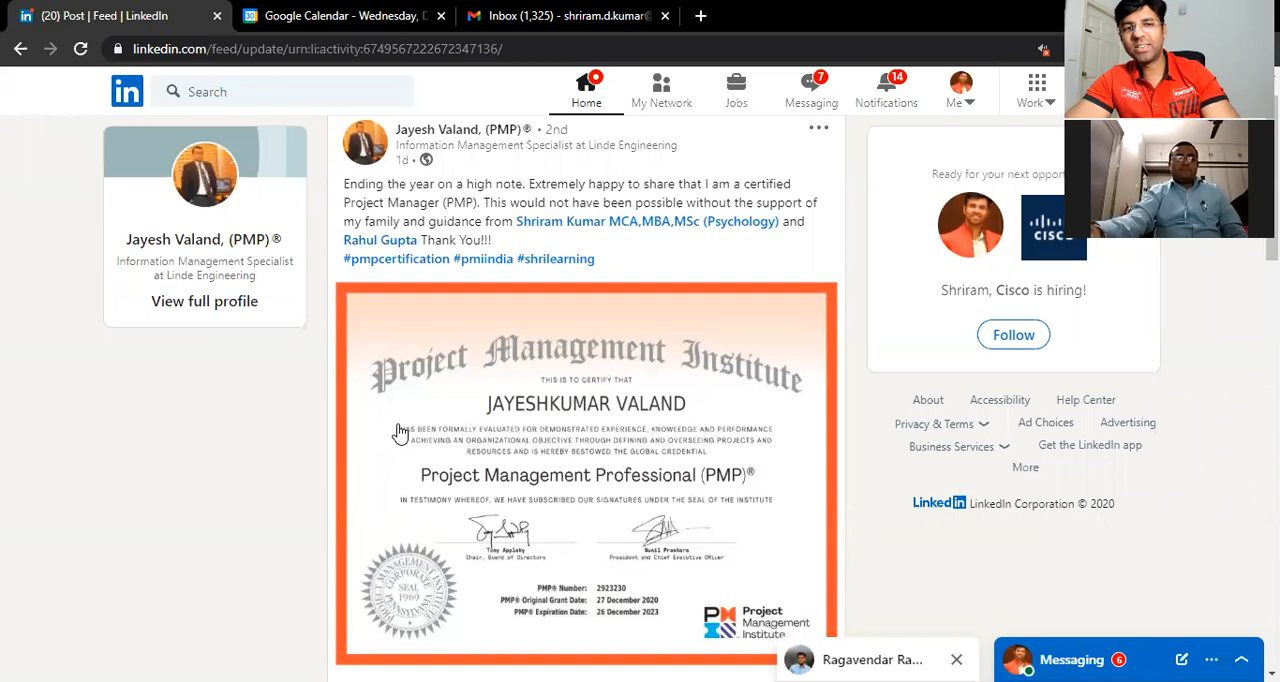 (20) Post | Feed | LinkedIn
Google Calendar - Wednesday, D
Inbox (1,325) - shriram.d.kumar@
linkedin.com/feed/update/urn:li:activity:6749567222672347136/
Search
Home
My Network
Jobs
7
Messaging
14
Notifications
Me
Work
Jayesh Valand, (PMP)®
Information Management Specialist
at Linde Engineering
View full profile
Jayesh Valand, (PMP)® • 2nd
Information Management Specialist at Linde Engineering
1d •
Ending the year on a high note. Extremely happy to share that I am a certified
Project Manager (PMP). This would not have been possible without the support of
my family and guidance from Shriram Kumar MCA,MBA,MSc (Psychology) and
Rahul Gupta Thank You!!!
#pmpcertification #pmiindia #shrilearning
Project Management Institute
THIS IS TO CERTIFY THAT
JAYESHKUMAR VALAND
HAS BEEN FORMALLY EVALUATED FOR DEMONSTRATED EXPERIENCE, KNOWLEDGE AND PERFORMANCE
ACHIEVING AN ORGANIZATIONAL OBJECTIVE THROUGH DEFINING AND OVERSEEING PROJECTS AND
RESOURCES AND IS HEREBY BESTOWED THE GLOBAL CREDENTIAL
Project Management Professional (PMP)®
IN TESTIMONY WHEREOF, WE HAVE SUBSCRIBED OUR SIGNATURES UNDER THE SEAL OF THE INSTITUTE
Tony Appleby
Chair, Board of Directors
Sunil Prashara
President and Chief Executive Officer
PROJECT MANAGEMENT INSTITUTE
CORPORATE
SEAL
1969
PENNSYLVANIA
PMP® Number: 2923230
PMP® Original Grant Date: 27 December 2020
PMP® Expiration Date: 26 December 2023
Project
Management
Institute.
Ready for your next opport
CISCO
Shriram, Cisco is hiring!
Follow
About Accessibility Help Center
Privacy & Terms Ad Choices Advertising
Business Services Get the LinkedIn app
More
LinkedIn LinkedIn Corporation © 2020
Ragavendar Ra...
Messaging 6